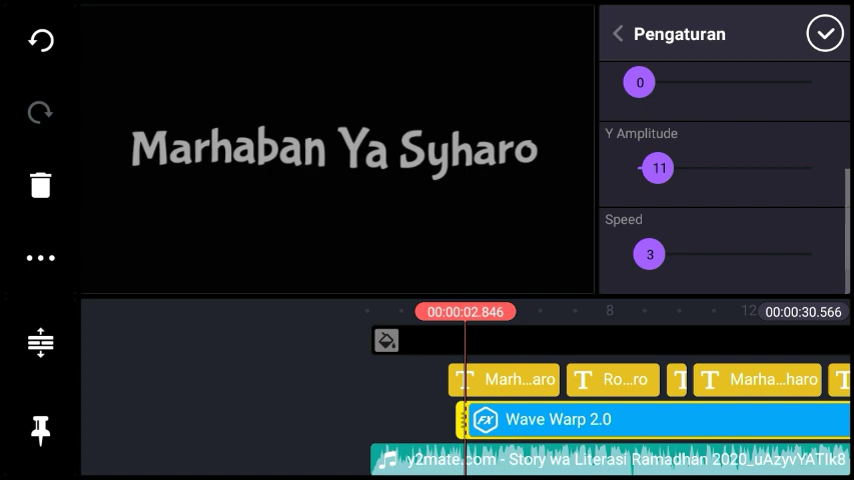 Pengaturan
Marhaban Ya Syharo
0
Y Amplitude
11
Speed
3
00:00:02.846
8
12
00:00:30.566
T Marh...aro
T Ro...ro
T
T Marha...haro
T
FX Wave Warp 2.0
y2mate.com - Story wa Literasi Ramadhan 2020_uAzyvYATIk8